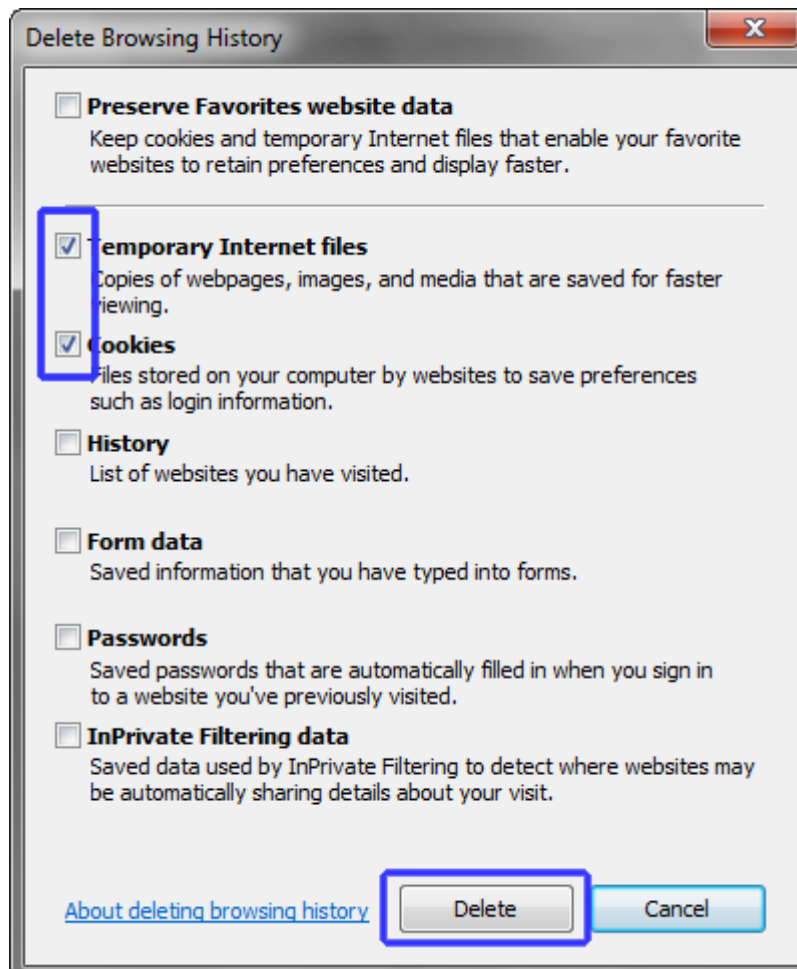 Delete Browsing History
Preserve Favorites website data
Keep cookies and temporary Internet files that enable your favorite
websites to retain preferences and display faster.
Temporary Internet files
Copies of webpages, images, and media that are saved for faster
viewing.
Cookies
Files stored on your computer by websites to save preferences
such as login information.
History
List of websites you have visited.
Form data
Saved information that you have typed into forms.
Passwords
Saved passwords that are automatically filled in when you sign in
to a website you've previously visited.
InPrivate Filtering data
Saved data used by InPrivate Filtering to detect where websites may
be automatically sharing details about your visit.
About deleting browsing history Delete Cancel